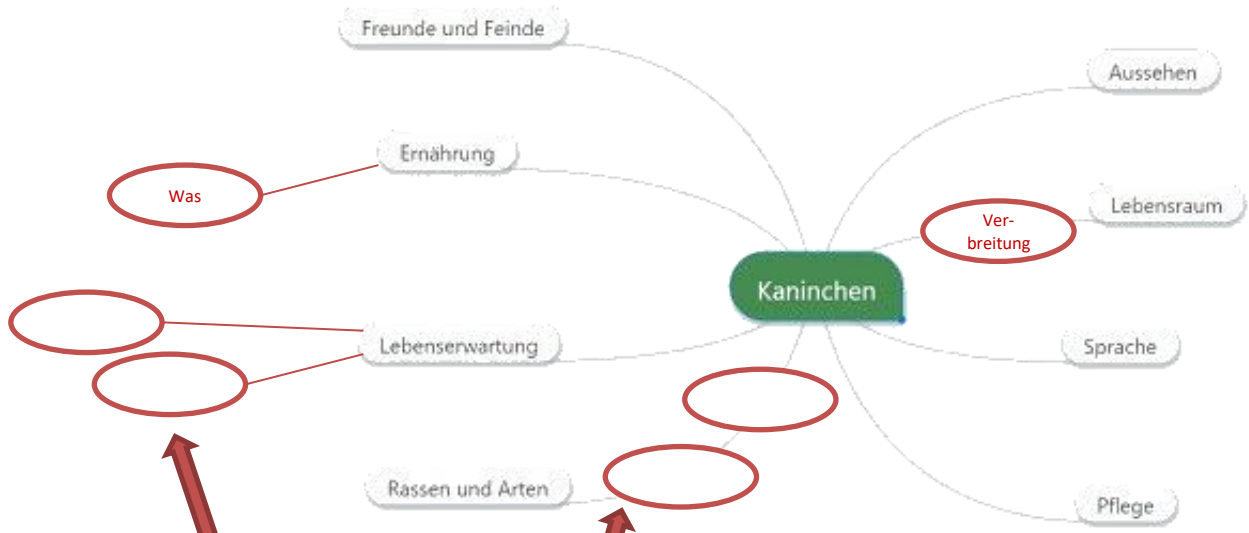 Freunde und Feinde
Aussehen
Ernährung
Was
Lebensraum
Ver-
breitung
Kaninchen
Lebenserwartung
Sprache
Rassen und Arten
Pflege